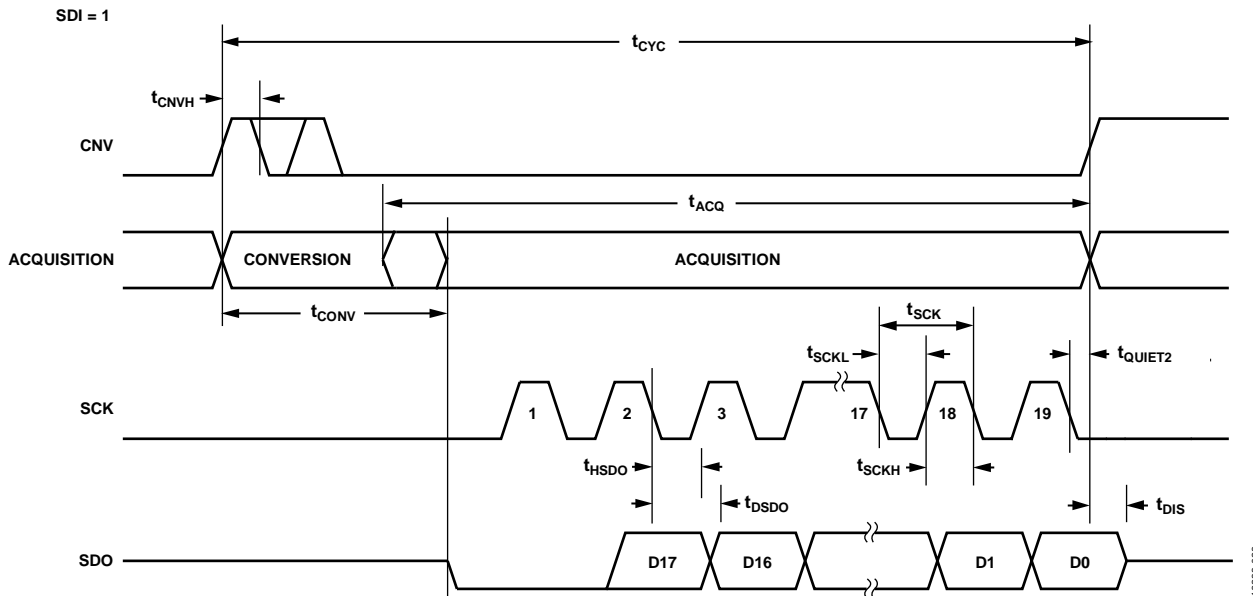 SDI = 1
tCYC
tCNVH
CNV
tACQ
ACQUISITION
CONVERSION
ACQUISITION
tCONV
tSCK
tSCKL
tQUIET2
SCK
1
2
3
17
18
19
tHSDO
tSCKH
tDSDO
tDIS
SDO
D17
D16
D1
D0